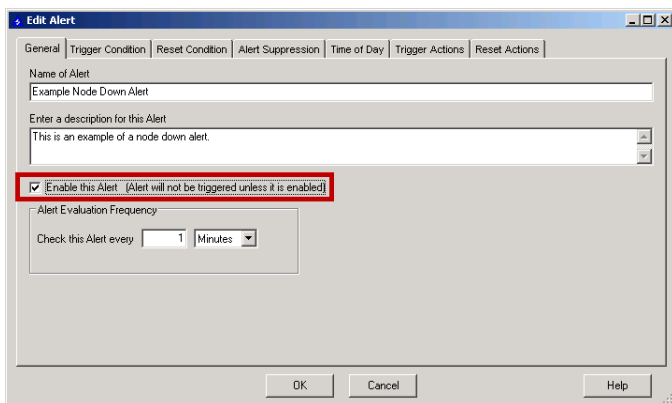 Edit Alert
General Trigger Condition Reset Condition Alert Suppression Time of Day Trigger Actions Reset Actions
Name of Alert
Example Node Down Alert
Enter a description for this Alert
This is an example of a node down alert.
Enable this Alert (Alert will not be triggered unless it is enabled)
Alert Evaluation Frequency
Check this Alert every 1 Minutes
OK Cancel Help